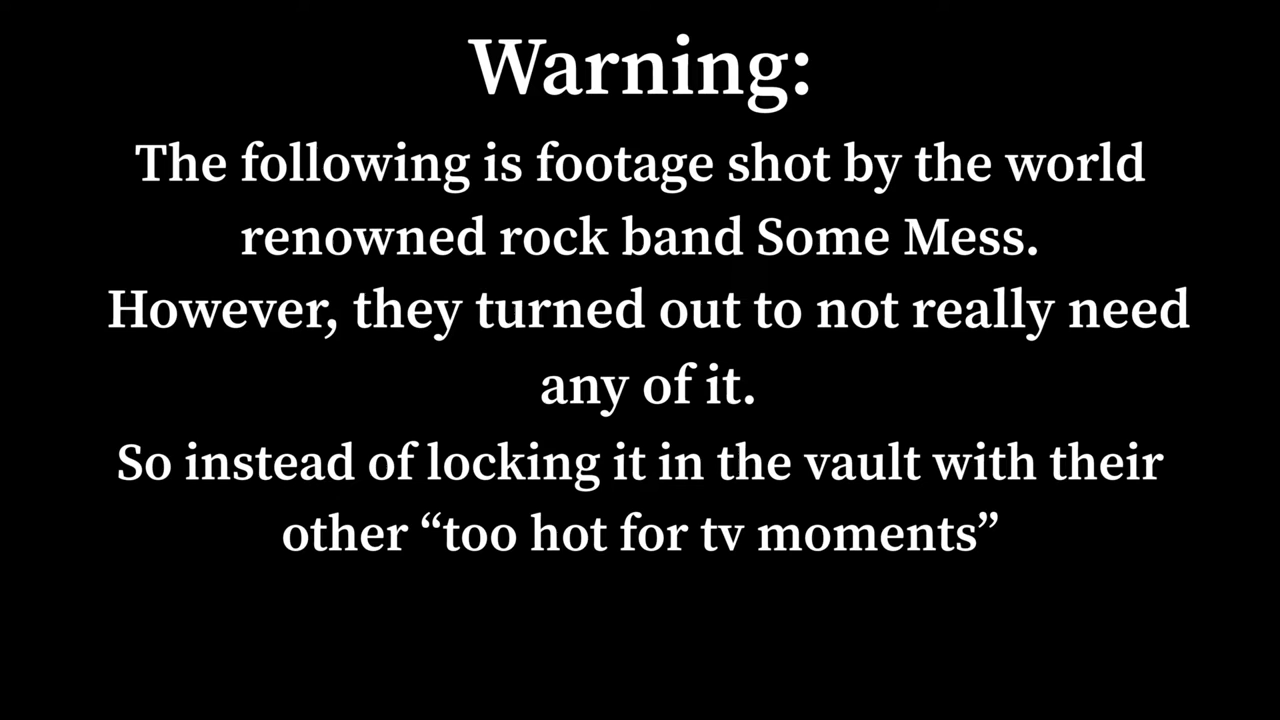 Warning:
The following is footage shot by the world
renowned rock band Some Mess.
However, they turned out to not really need
any of it.
So instead of locking it in the vault with their
other “too hot for tv moments”